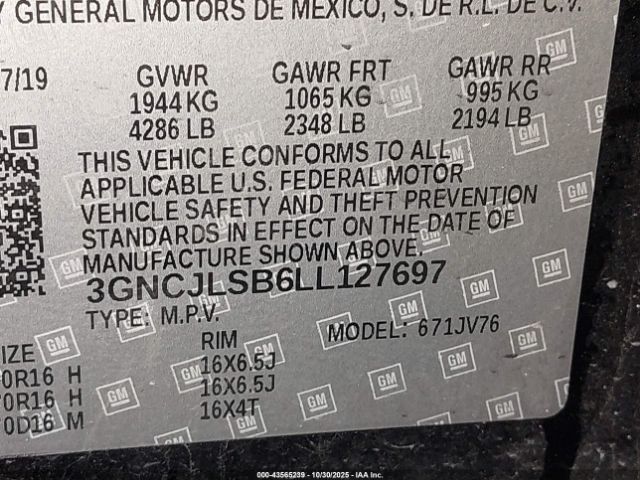 Y GENERAL MOTORS DE MEXICO, S. DE R.L. DE C.V.
7/19 GVWR GAWR FRT GAWR RR
1944 KG 1065 KG 995 KG
4286 LB 2348 LB 2194 LB
THIS VEHICLE CONFORMS TO ALL
APPLICABLE U.S. FEDERAL MOTOR
VEHICLE SAFETY AND THEFT PREVENTION
STANDARDS IN EFFECT ON THE DATE OF
MANUFACTURE SHOWN ABOVE.
3GNCJLSB6LL127697
TYPE: M.P.V. MODEL: 671JV76
IZE RIM
0R16 H 16X6.5J
0R16 H 16X6.5J
0D16 M 16X4T
GM
000-43565239 - 10/30/2025 - IAA Inc.